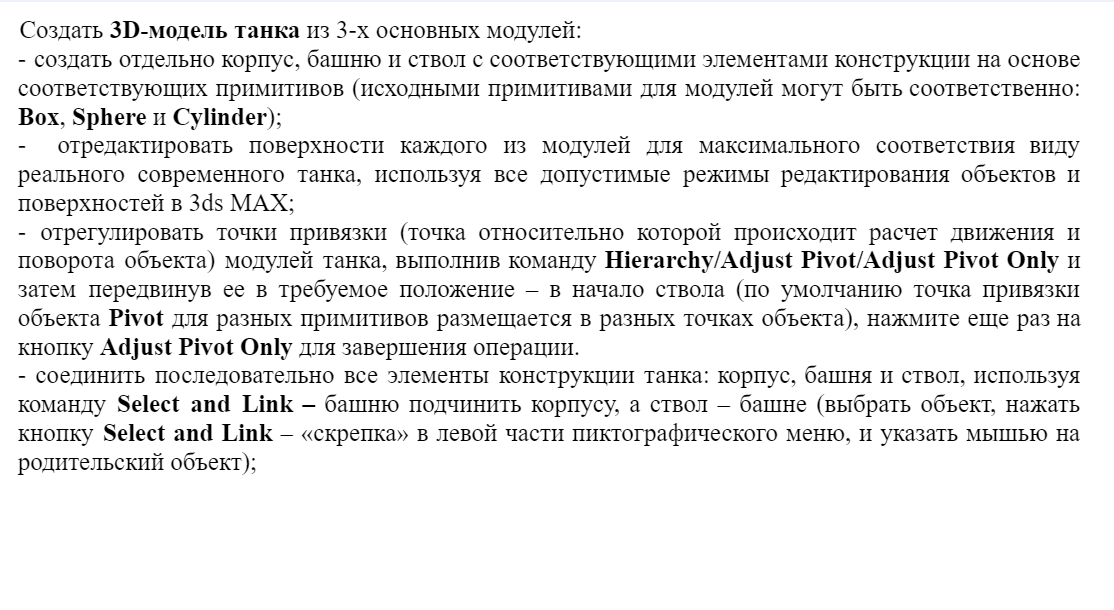 Создать 3D-модель танка из 3-х основных модулей:
- создать отдельно корпус, башню и ствол с соответствующими элементами конструкции на основе
соответствующих примитивов (исходными примитивами для модулей могут быть соответственно:
Box, Sphere и Cylinder);
- отредактировать поверхности каждого из модулей для максимального соответствия виду
реального современного танка, используя все допустимые режимы редактирования объектов и
поверхностей в 3ds MAX;
- отрегулировать точки привязки (точка относительно которой происходит расчет движения и
поворота объекта) модулей танка, выполнив команду Hierarchy/Adjust Pivot/Adjust Pivot Only и
затем передвинув ее в требуемое положение – в начало ствола (по умолчанию точка привязки
объекта Pivot для разных примитивов размещается в разных точках объекта), нажмите еще раз на
кнопку Adjust Pivot Only для завершения операции.
- соединить последовательно все элементы конструкции танка: корпус, башня и ствол, используя
команду Select and Link – башню подчинить корпусу, а ствол – башне (выбрать объект, нажать
кнопку Select and Link – «скрепка» в левой части пиктографического меню, и указать мышью на
родительский объект);